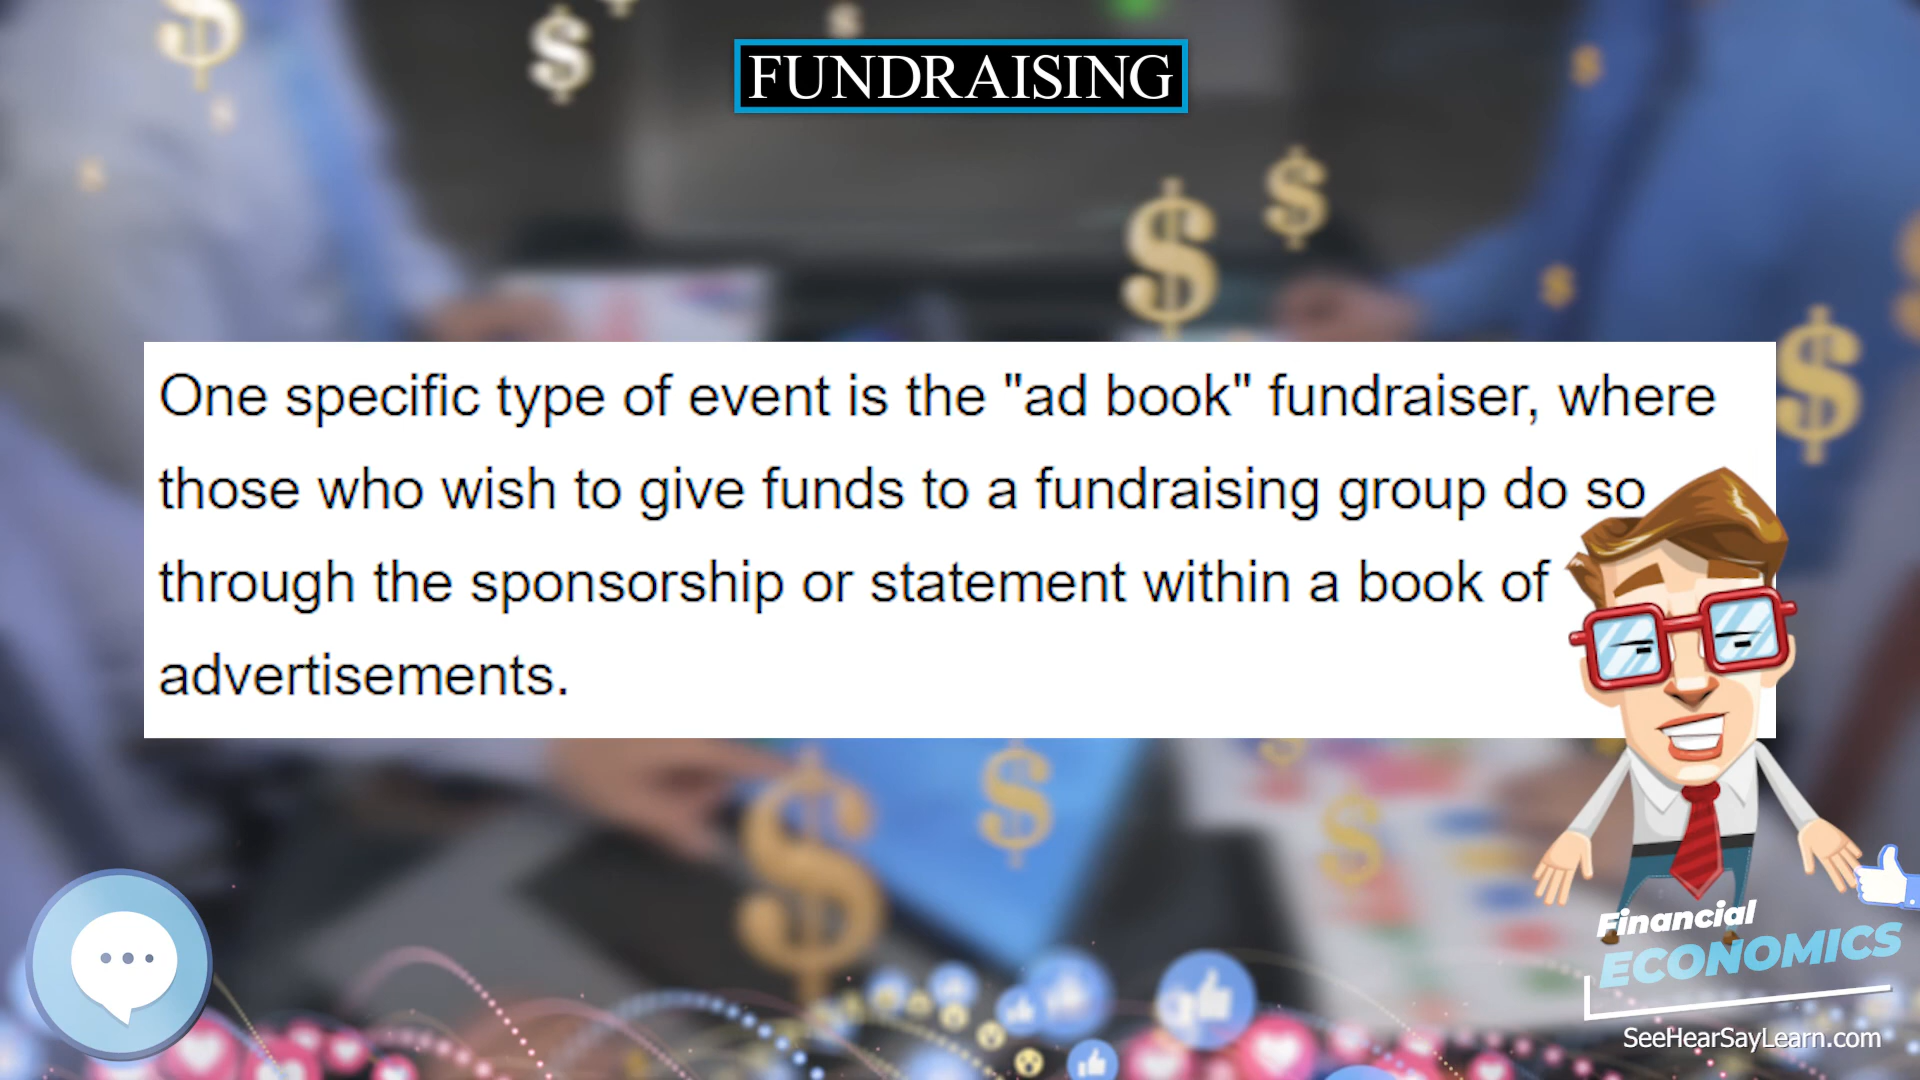 FUNDRAISING
One specific type of event is the "ad book" fundraiser, where
those who wish to give funds to a fundraising group do so
through the sponsorship or statement within a book of
advertisements.
Financial
ECONOMICS
SeeHearSayLearn.com